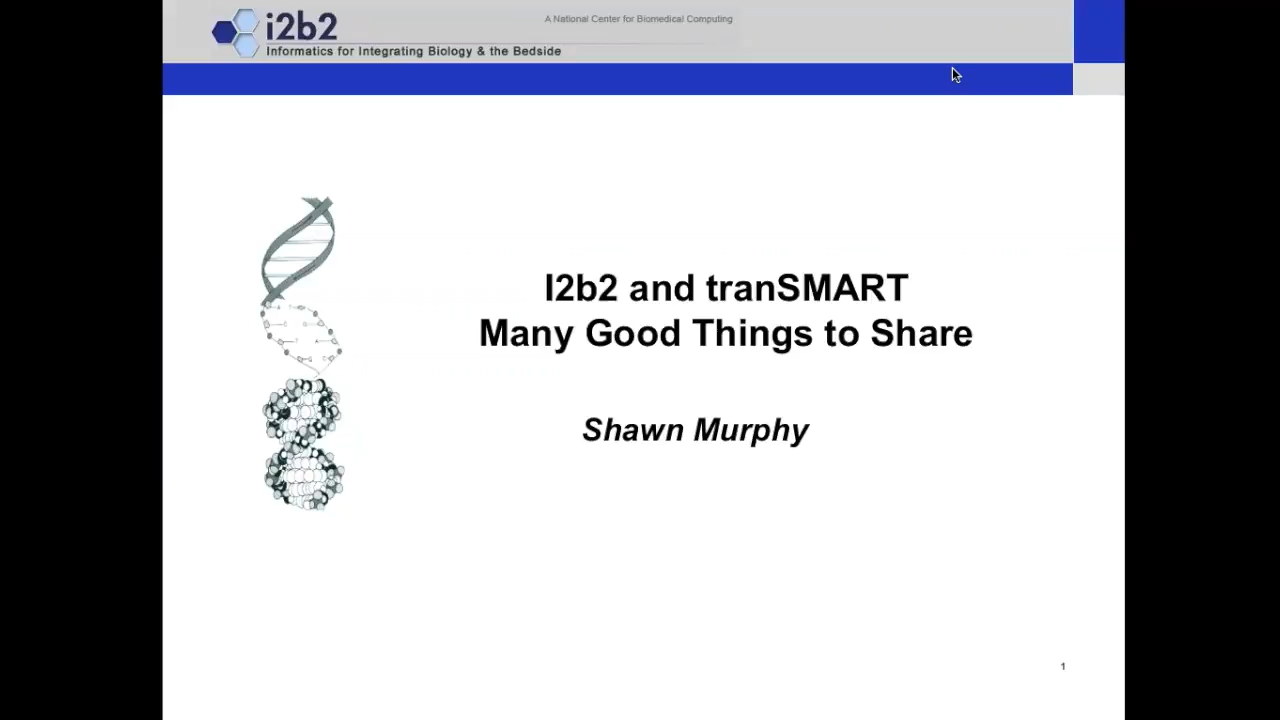 i2b2
A National Center for Biomedical Computing
Informatics for Integrating Biology & the Bedside
I2b2 and tranSMART
Many Good Things to Share
Shawn Murphy
1